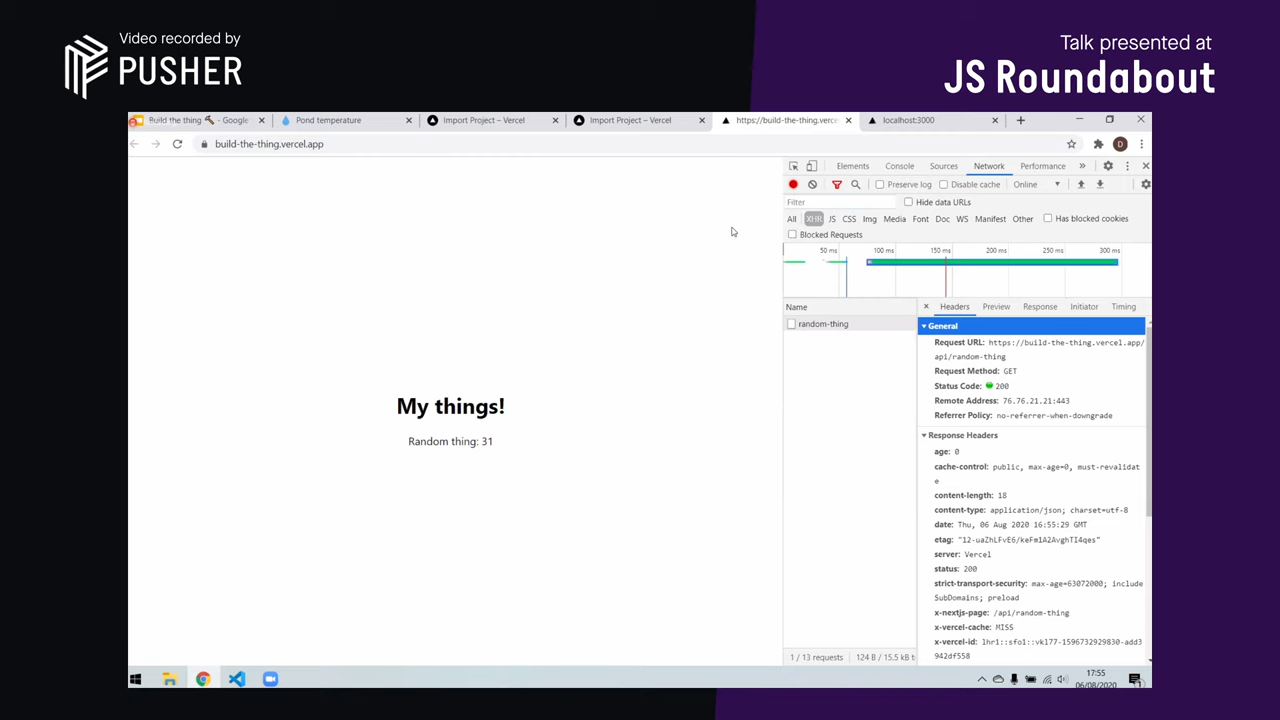 Video recorded by
PUSHER
Talk presented at
JS Roundabout
Build the thing 🔨 - Google
Pond temperature
Import Project – Vercel
Import Project – Vercel
https://build-the-thing.verce
localhost:3000
build-the-thing.vercel.app
D
Elements Console Sources Network Performance
Preserve log Disable cache Online
Filter
Hide data URLs
All XHR JS CSS Img Media Font Doc WS Manifest Other Has blocked cookies
Blocked Requests
50 ms 100 ms 150 ms 200 ms 250 ms 300 ms
Name
Headers Preview Response Initiator Timing
random-thing
General
Request URL: https://build-the-thing.vercel.app/
api/random-thing
Request Method: GET
Status Code: 200
Remote Address: 76.76.21.21:443
Referrer Policy: no-referrer-when-downgrade
My things!
Random thing: 31
Response Headers
age: 0
cache-control: public, max-age=0, must-revalidat
e
content-length: 18
content-type: application/json; charset=utf-8
date: Thu, 06 Aug 2020 16:55:29 GMT
etag: "12-uaZhLFvE6/keFm1A2AvghTI4qes"
server: Vercel
status: 200
strict-transport-security: max-age=63072000; include
SubDomains; preload
x-nextjs-page: /api/random-thing
x-vercel-cache: MISS
x-vercel-id: lhr1::sfo1::vkl77-1596732929830-add3
942df558
1 / 13 requests 124 B / 15.5 kB t
17:55
06/08/2020